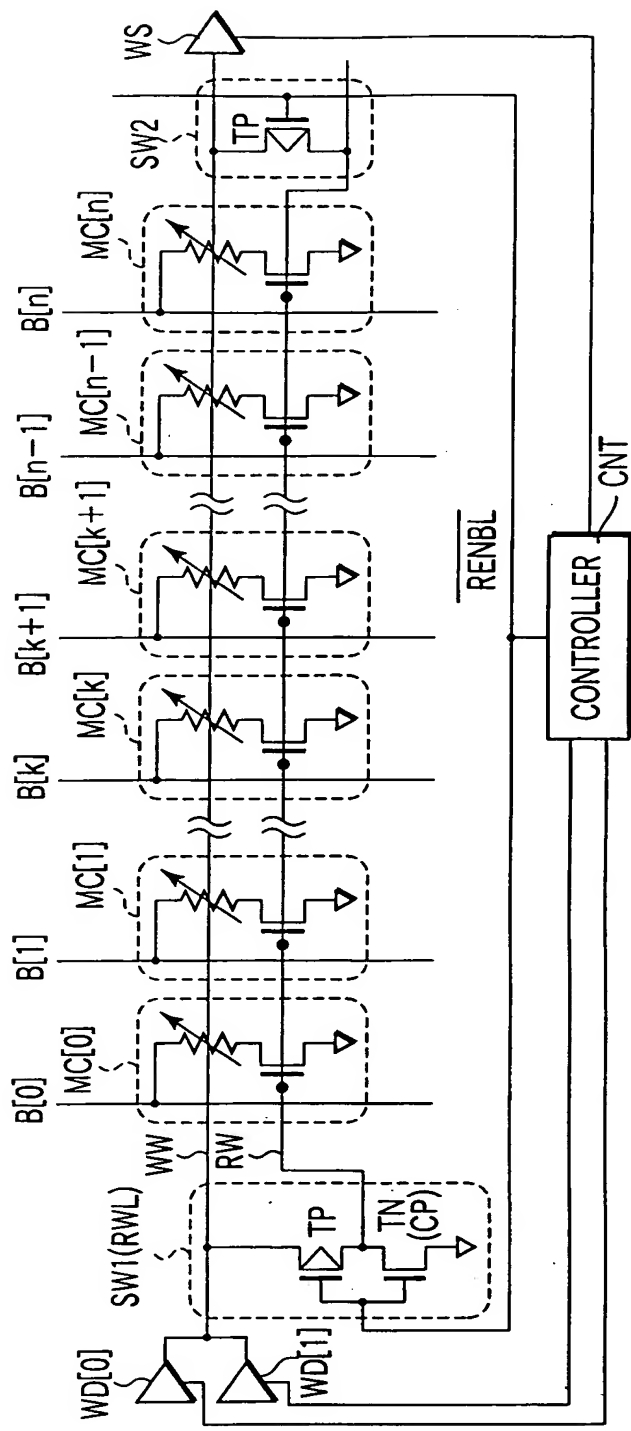 B[0] B[1] B[k] B[k+1] B[n-1] B[n]
MC[0] MC[1] MC[k] MC[k+1] MC[n-1] MC[n]
SW2
WS
TP
WW
RW
SW1(RWL)
TP
TN
(CP)
WD[0]
WD[1]
RENBL
CONTROLLER
CNT